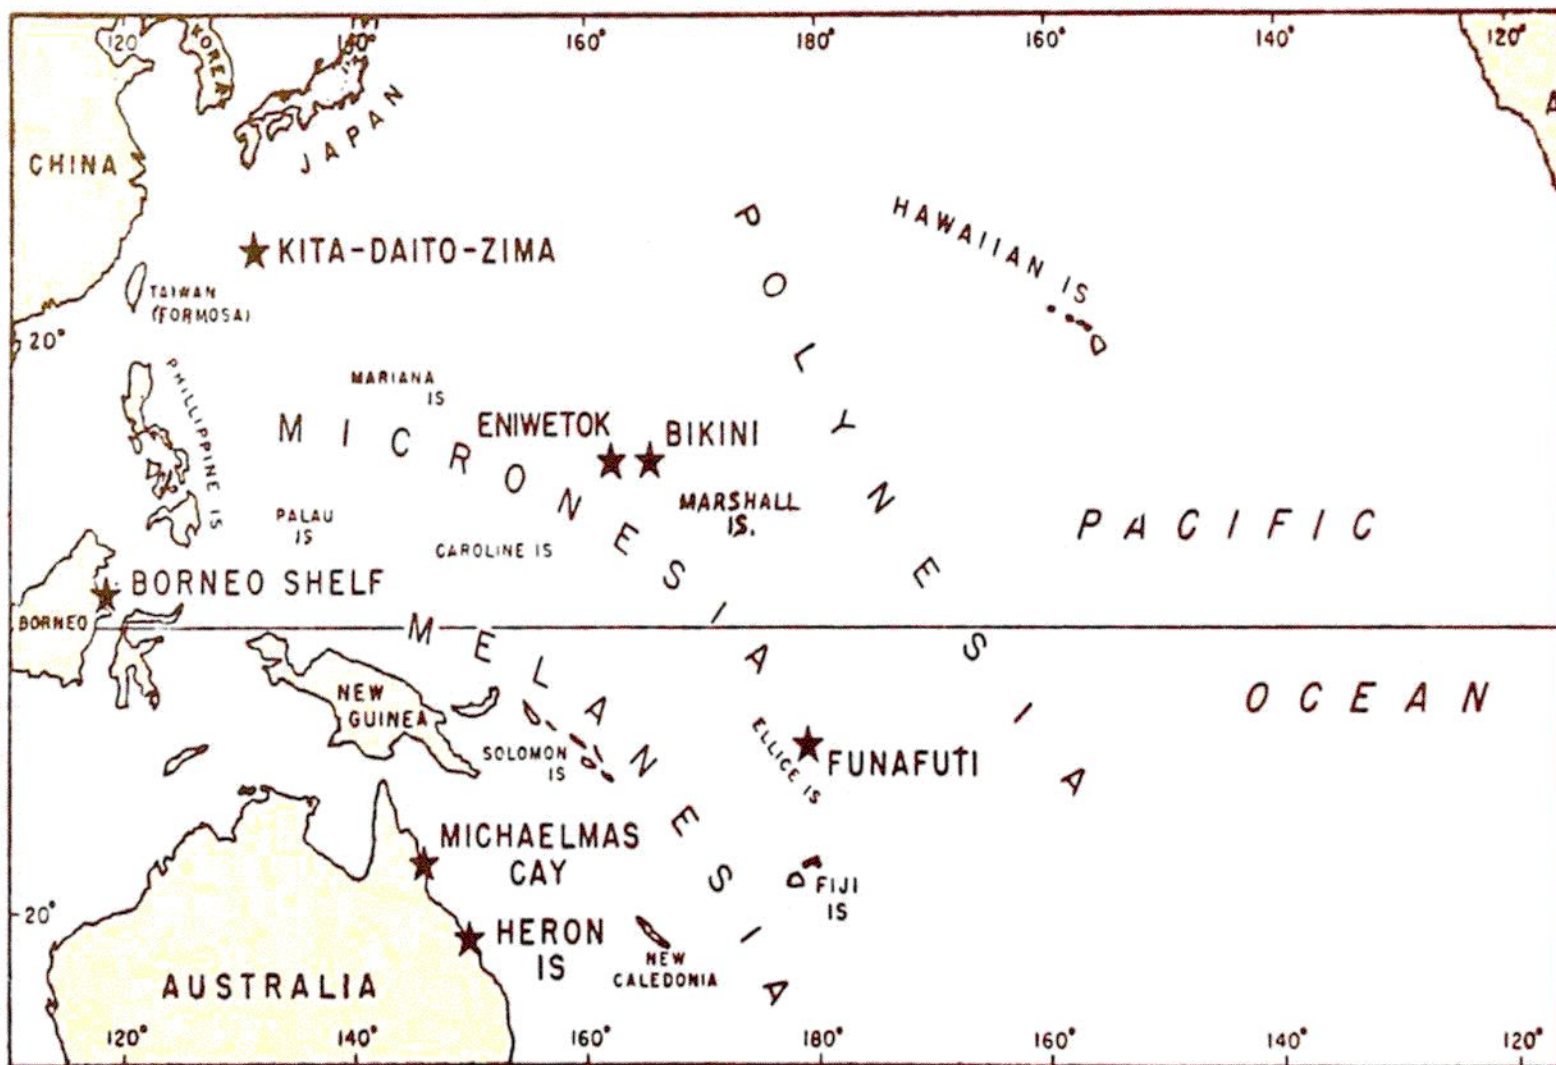 120
140°
160°
180°
160°
140°
120°
KOREA
JAPAN
CHINA
KITA-DAITO-ZIMA
TAIWAN
(FORMOSA)
HAWAIIAN IS
POLYNESIA
20°
PHILLIPPINE IS
MARIANA
IS
MICRONESIA
ENIWETOK
BIKINI
MARSHALL
IS.
PALAU
IS
CAROLINE IS
PACIFIC
BORNEO SHELF
BORNEO
MELANESIA
NEW
GUINEA
SOLOMON
IS
ELLICE IS
FUNAFUTI
OCEAN
MICHAELMAS
CAY
FIJI
IS
20°
HERON
IS
NEW
CALEDONIA
AUSTRALIA
120°
140°
160°
180°
160°
140°
120°